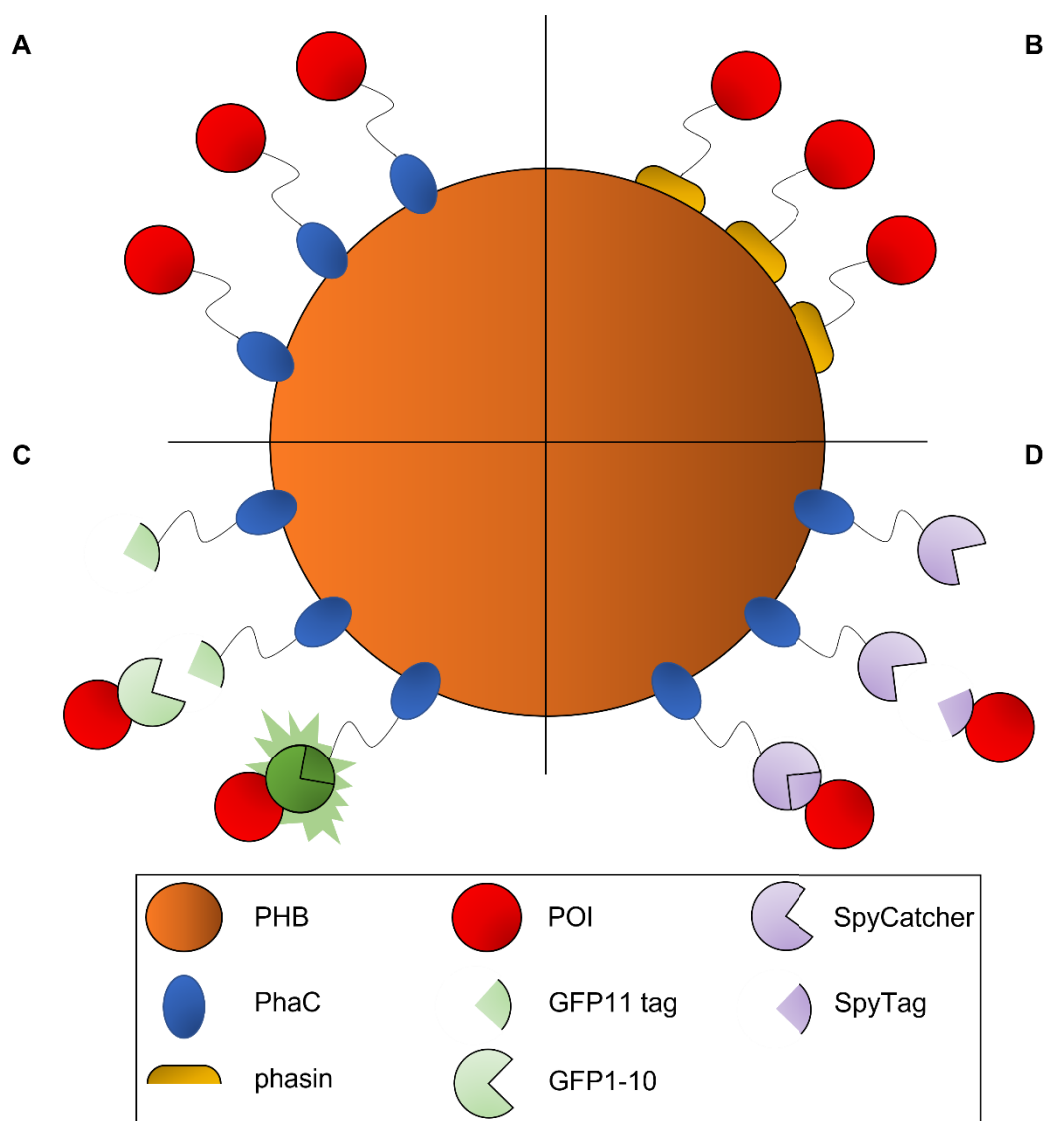 A
B
C
D
PHB
POI
SpyCatcher
PhaC
GFP11 tag
SpyTag
phasin
GFP1-10